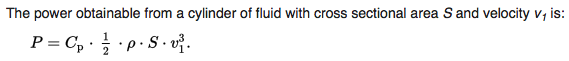 The power obtainable from a cylinder of fluid with cross sectional area S and velocity v₁ is:
P = Cₚ · ½ · ρ · S · v₁³.